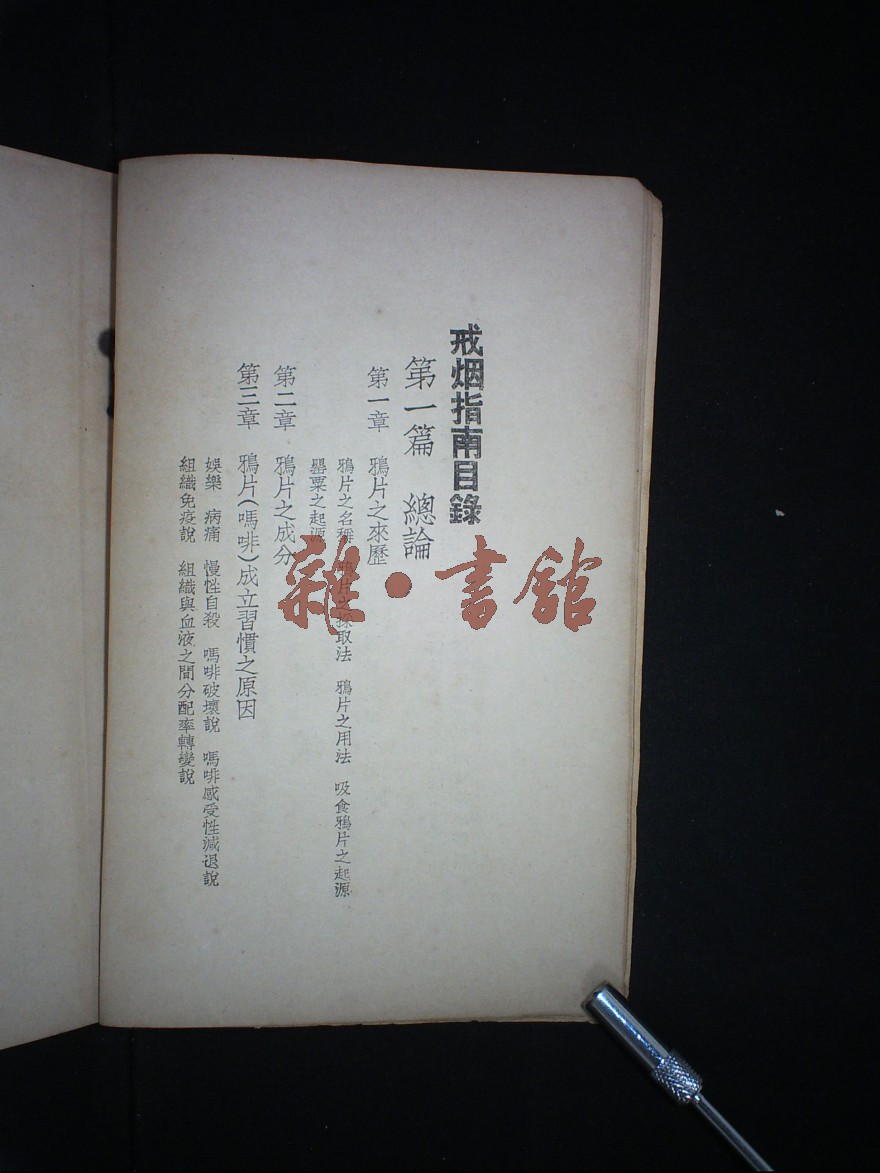 戒烟指南目錄
第一篇 總論
第一章 鴉片之來歷
鴉片之名稱 鴉片之採取法 鴉片之用法 吸食鴉片之起源
罌粟之起源
第二章 鴉片之成分
第三章 鴉片(嗎啡)成立習慣之原因
娛樂 病痛 慢性自殺 嗎啡破壞說 嗎啡感受性減退說
組織免疫說 組織與血液之間分配率轉變說
雜·書館